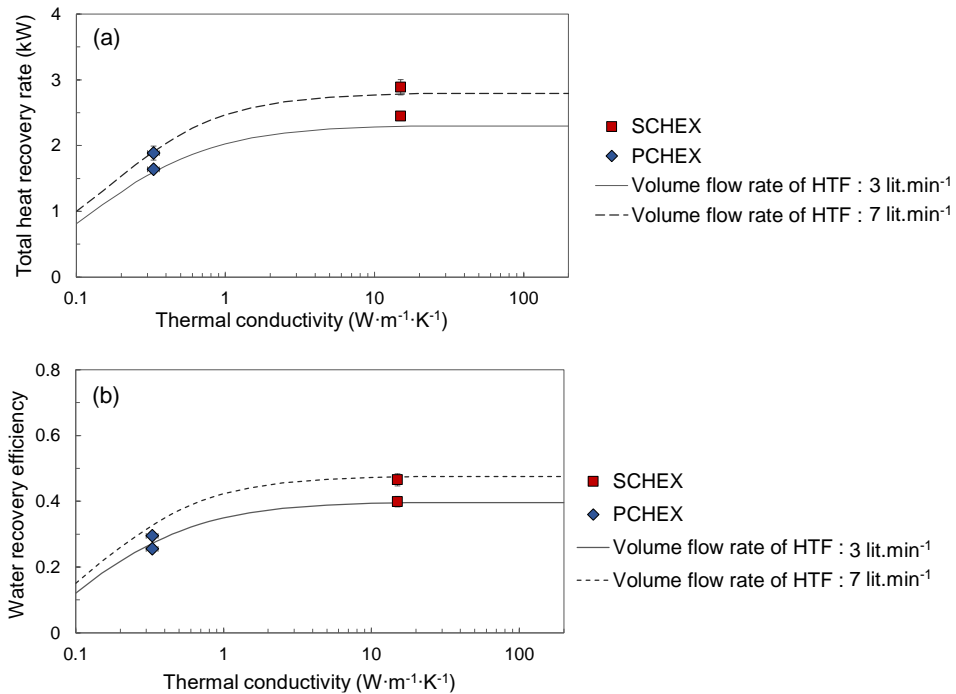 (a)
Total heat recovery rate (kW)
4
3
2
1
0
0.1 1 10 100
Thermal conductivity (W·m⁻¹·K⁻¹)
SCHEX
PCHEX
Volume flow rate of HTF : 3 lit.min⁻¹
Volume flow rate of HTF : 7 lit.min⁻¹
(b)
Water recovery efficiency
0.8
0.6
0.4
0.2
0
0.1 1 10 100
Thermal conductivity (W·m⁻¹·K⁻¹)
SCHEX
PCHEX
Volume flow rate of HTF : 3 lit.min⁻¹
Volume flow rate of HTF : 7 lit.min⁻¹